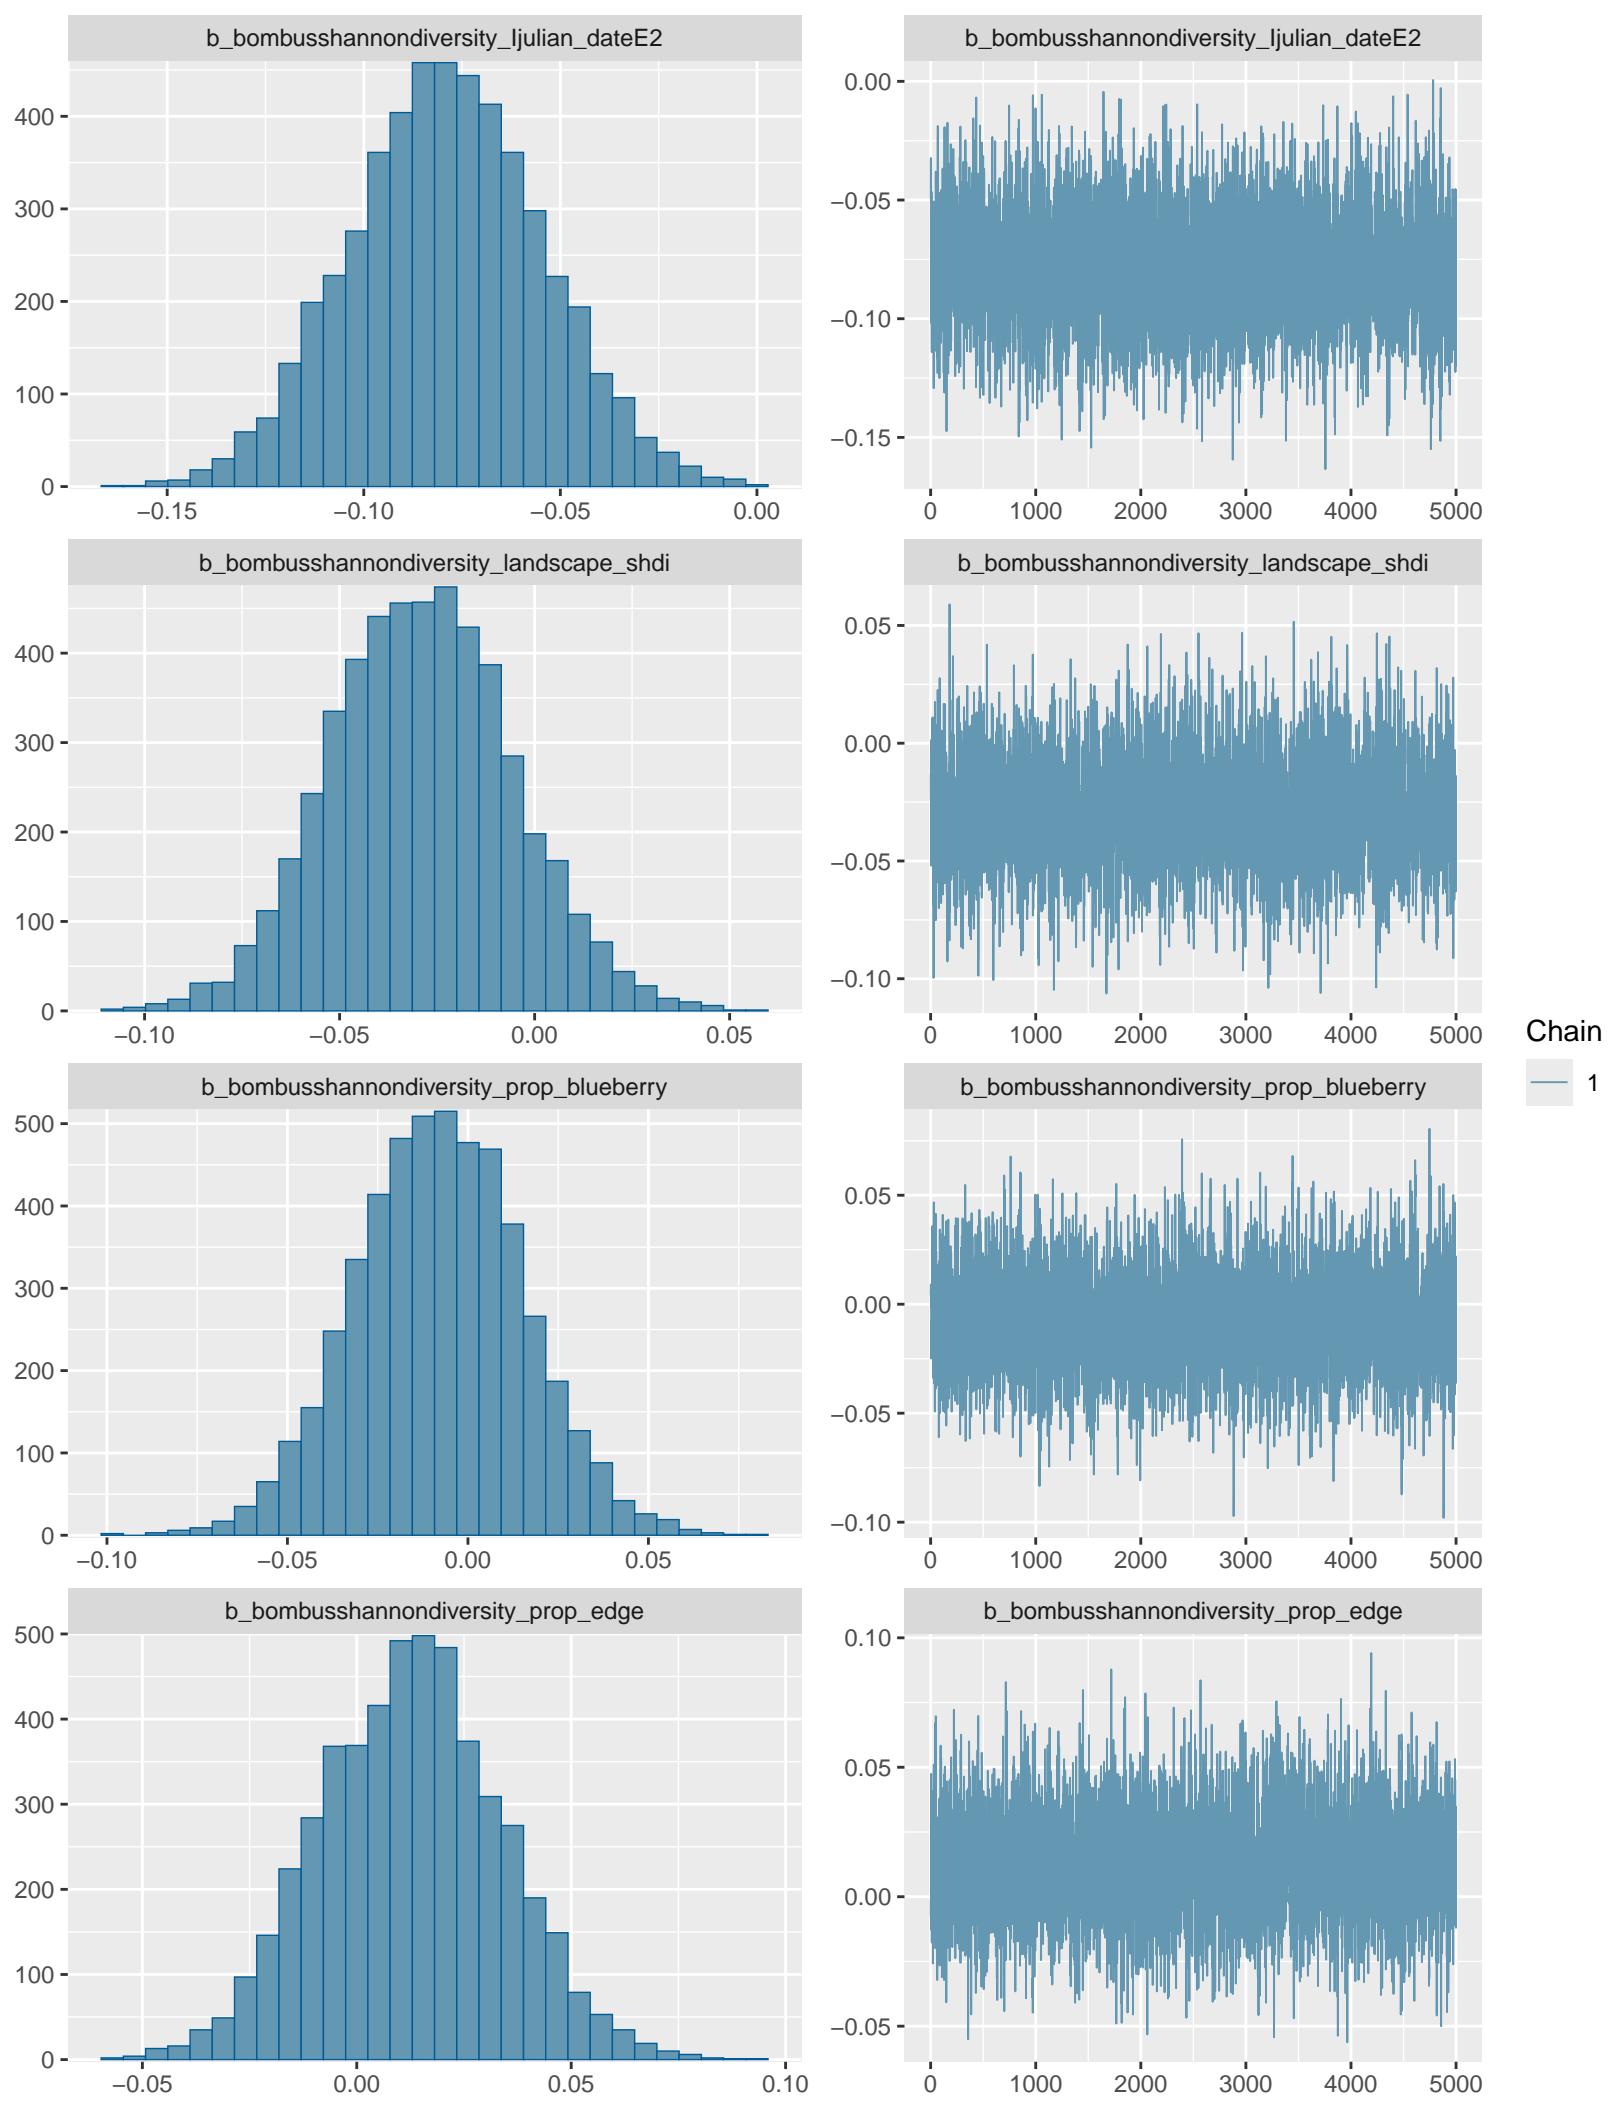 b_bombusshannondiversity_Ijulian_dateE2
400
300
200
100
0
−0.15 −0.10 −0.05 0.00
b_bombusshannondiversity_Ijulian_dateE2
0.00
−0.05
−0.10
−0.15
0 1000 2000 3000 4000 5000
b_bombusshannondiversity_landscape_shdi
400
300
200
100
0
−0.10 −0.05 0.00 0.05
b_bombusshannondiversity_landscape_shdi
0.05
0.00
−0.05
−0.10
0 1000 2000 3000 4000 5000
b_bombusshannondiversity_prop_blueberry
500
400
300
200
100
0
−0.10 −0.05 0.00 0.05
b_bombusshannondiversity_prop_blueberry
0.05
0.00
−0.05
−0.10
0 1000 2000 3000 4000 5000
b_bombusshannondiversity_prop_edge
500
400
300
200
100
0
−0.05 0.00 0.05 0.10
b_bombusshannondiversity_prop_edge
0.10
0.05
0.00
−0.05
0 1000 2000 3000 4000 5000
Chain
1